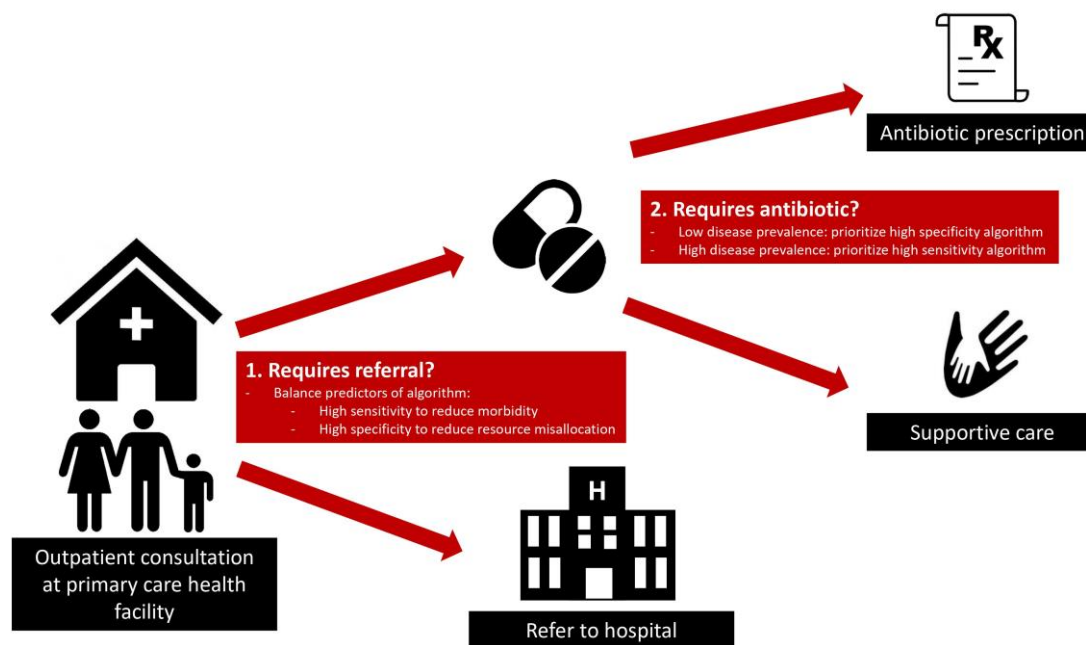 Rx
Antibiotic prescription
2. Requires antibiotic?
- Low disease prevalence: prioritize high specificity algorithm
- High disease prevalence: prioritize high sensitivity algorithm
1. Requires referral?
- Balance predictors of algorithm:
- High sensitivity to reduce morbidity
- High specificity to reduce resource misallocation
Supportive care
Outpatient consultation
at primary care health
facility
H
Refer to hospital